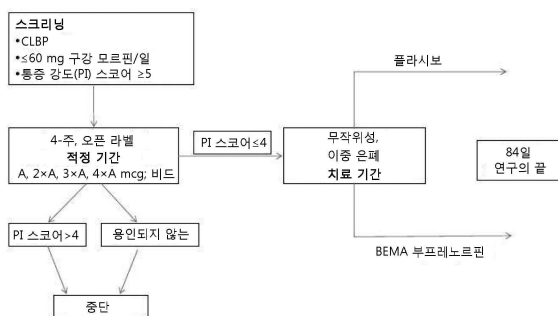 스크리닝
•CLBP
•≤60 mg 구강 모르핀/일
•통증 강도(PI) 스코어 ≥5
플라시보
4-주, 오픈 라벨
적정 기간
A, 2×A, 3×A, 4×A mcg; 비드
PI 스코어≤4
무작위성,
이중 은폐
치료 기간
84일
연구의 끝
PI 스코어>4
용인되지 않는
BEMA 부프레노르핀
중단